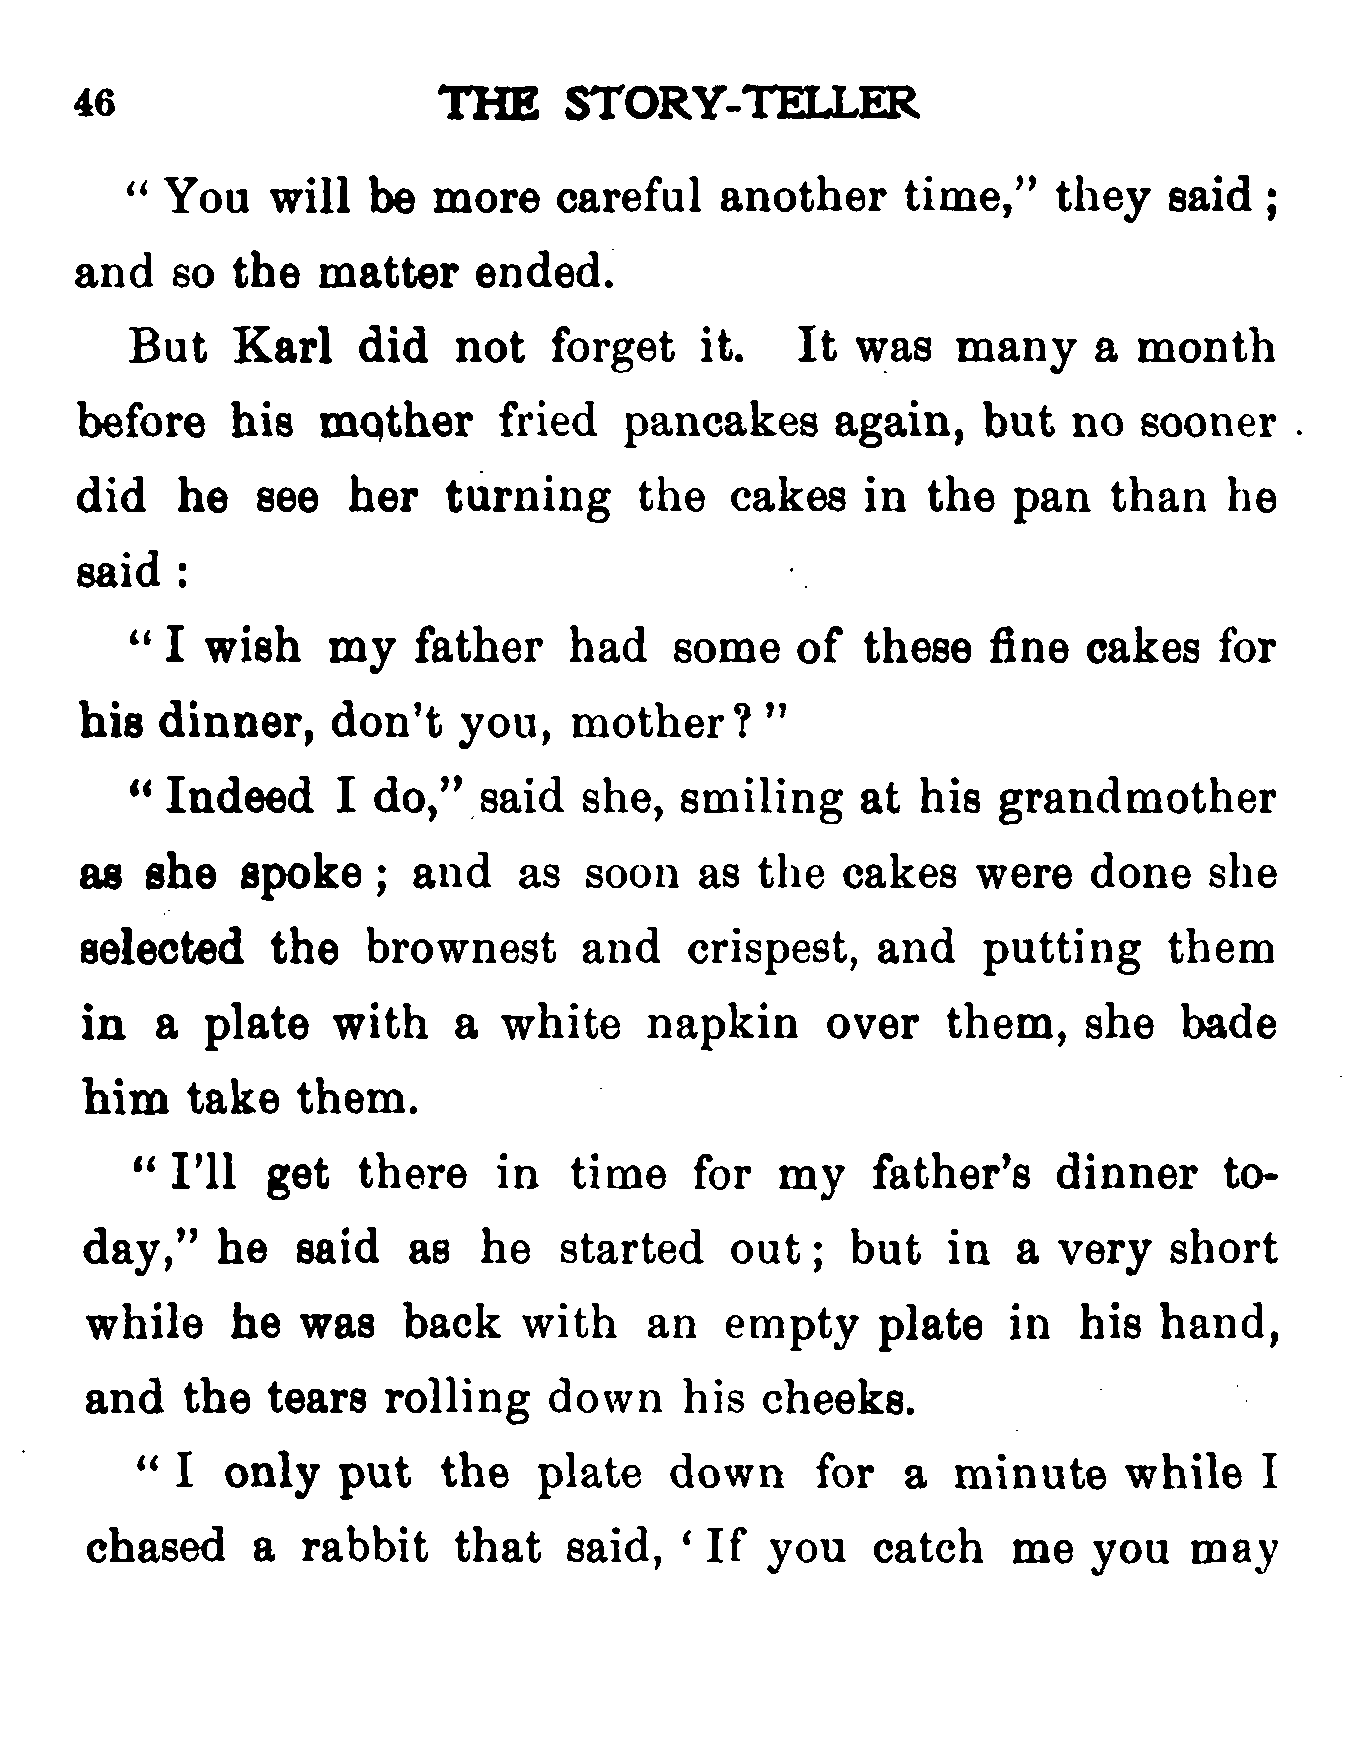 46 THE STORY-TELLER
“ You will be more careful another time,” they said ;
and so the matter ended.
But Karl did not forget it. It was many a month
before his mother fried pancakes again, but no sooner
did he see her turning the cakes in the pan than he
said :
“ I wish my father had some of these fine cakes for
his dinner, don’t you, mother ? ”
“ Indeed I do,” said she, smiling at his grandmother
as she spoke ; and as soon as the cakes were done she
selected the brownest and crispest, and putting them
in a plate with a white napkin over them, she bade
him take them.
“ I’ll get there in time for my father’s dinner to-
day,” he said as he started out ; but in a very short
while he was back with an empty plate in his hand,
and the tears rolling down his cheeks.
“ I only put the plate down for a minute while I
chased a rabbit that said, ‘ If you catch me you may